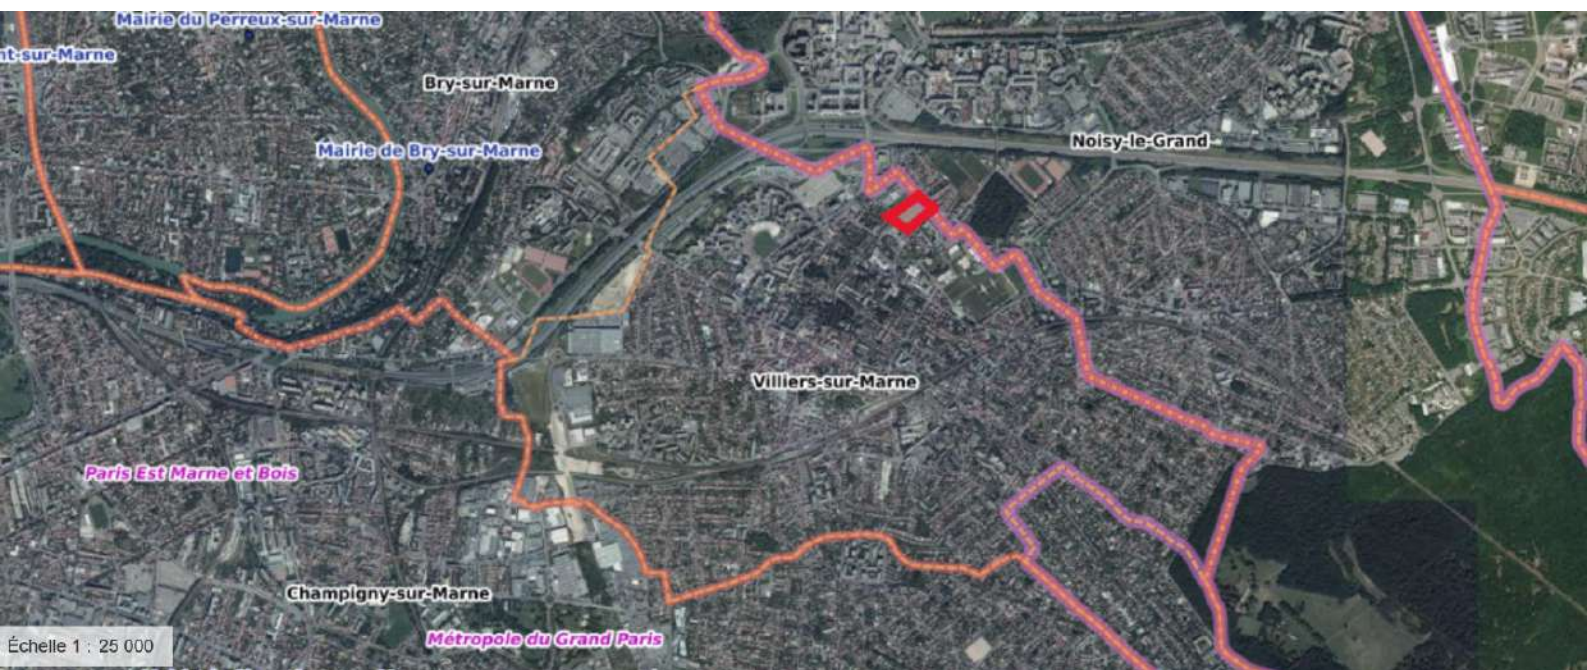 Mairie du Perreux-sur-Marne
nt-sur-Marne
Bry-sur-Marne
Noisy-le-Grand
Mairie de Bry-sur-Marne
Villiers-sur-Marne
Paris Est Marne et Bois
Champigny-sur-Marne
Métropole du Grand Paris
Échelle 1 : 25 000